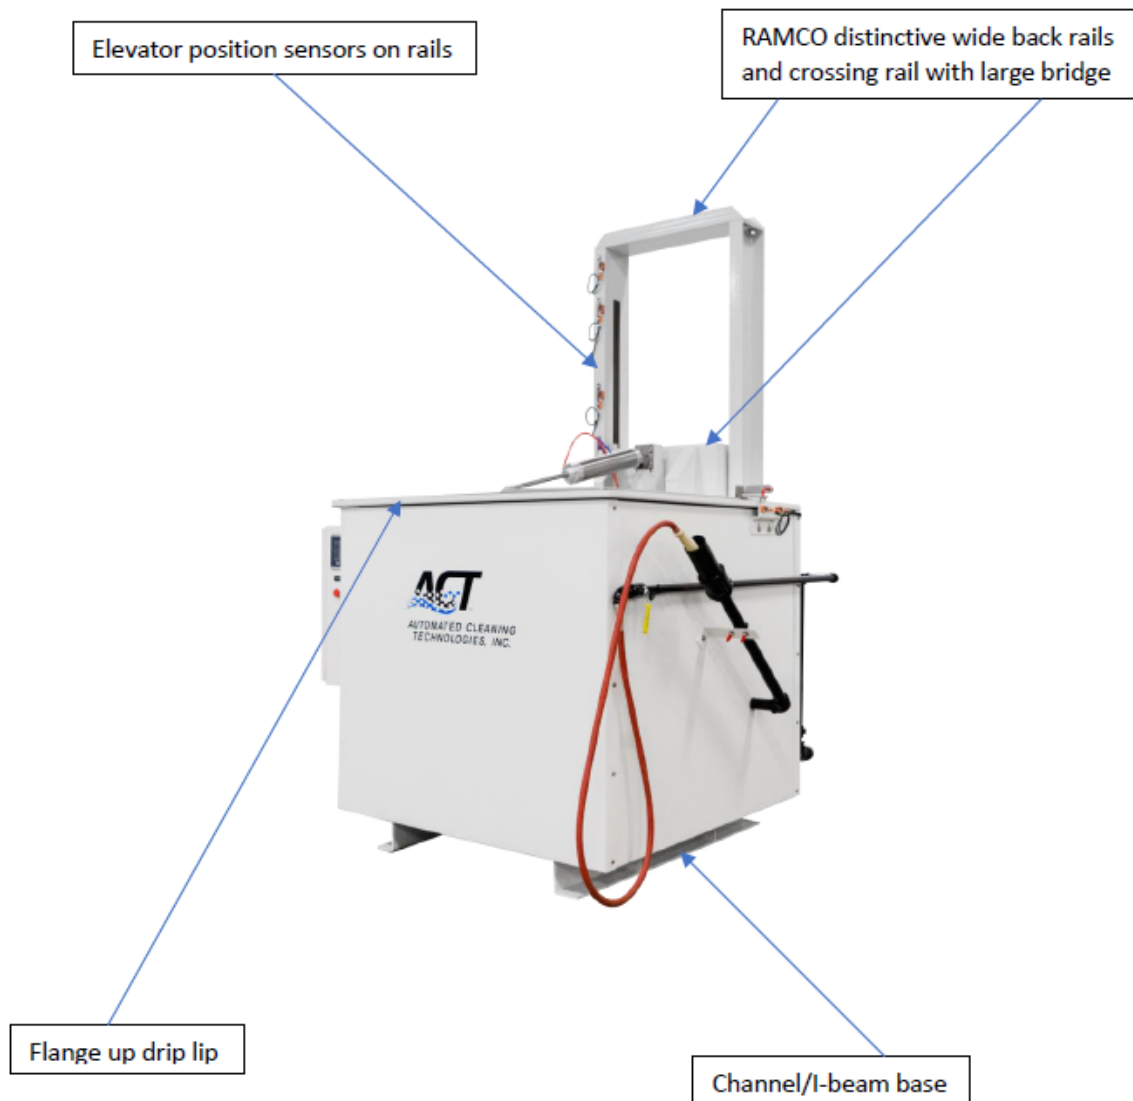 Elevator position sensors on rails
RAMCO distinctive wide back rails
and crossing rail with large bridge
ACT
AUTOMATED CLEANING
TECHNOLOGIES, INC.
Flange up drip lip
Channel/I-beam base